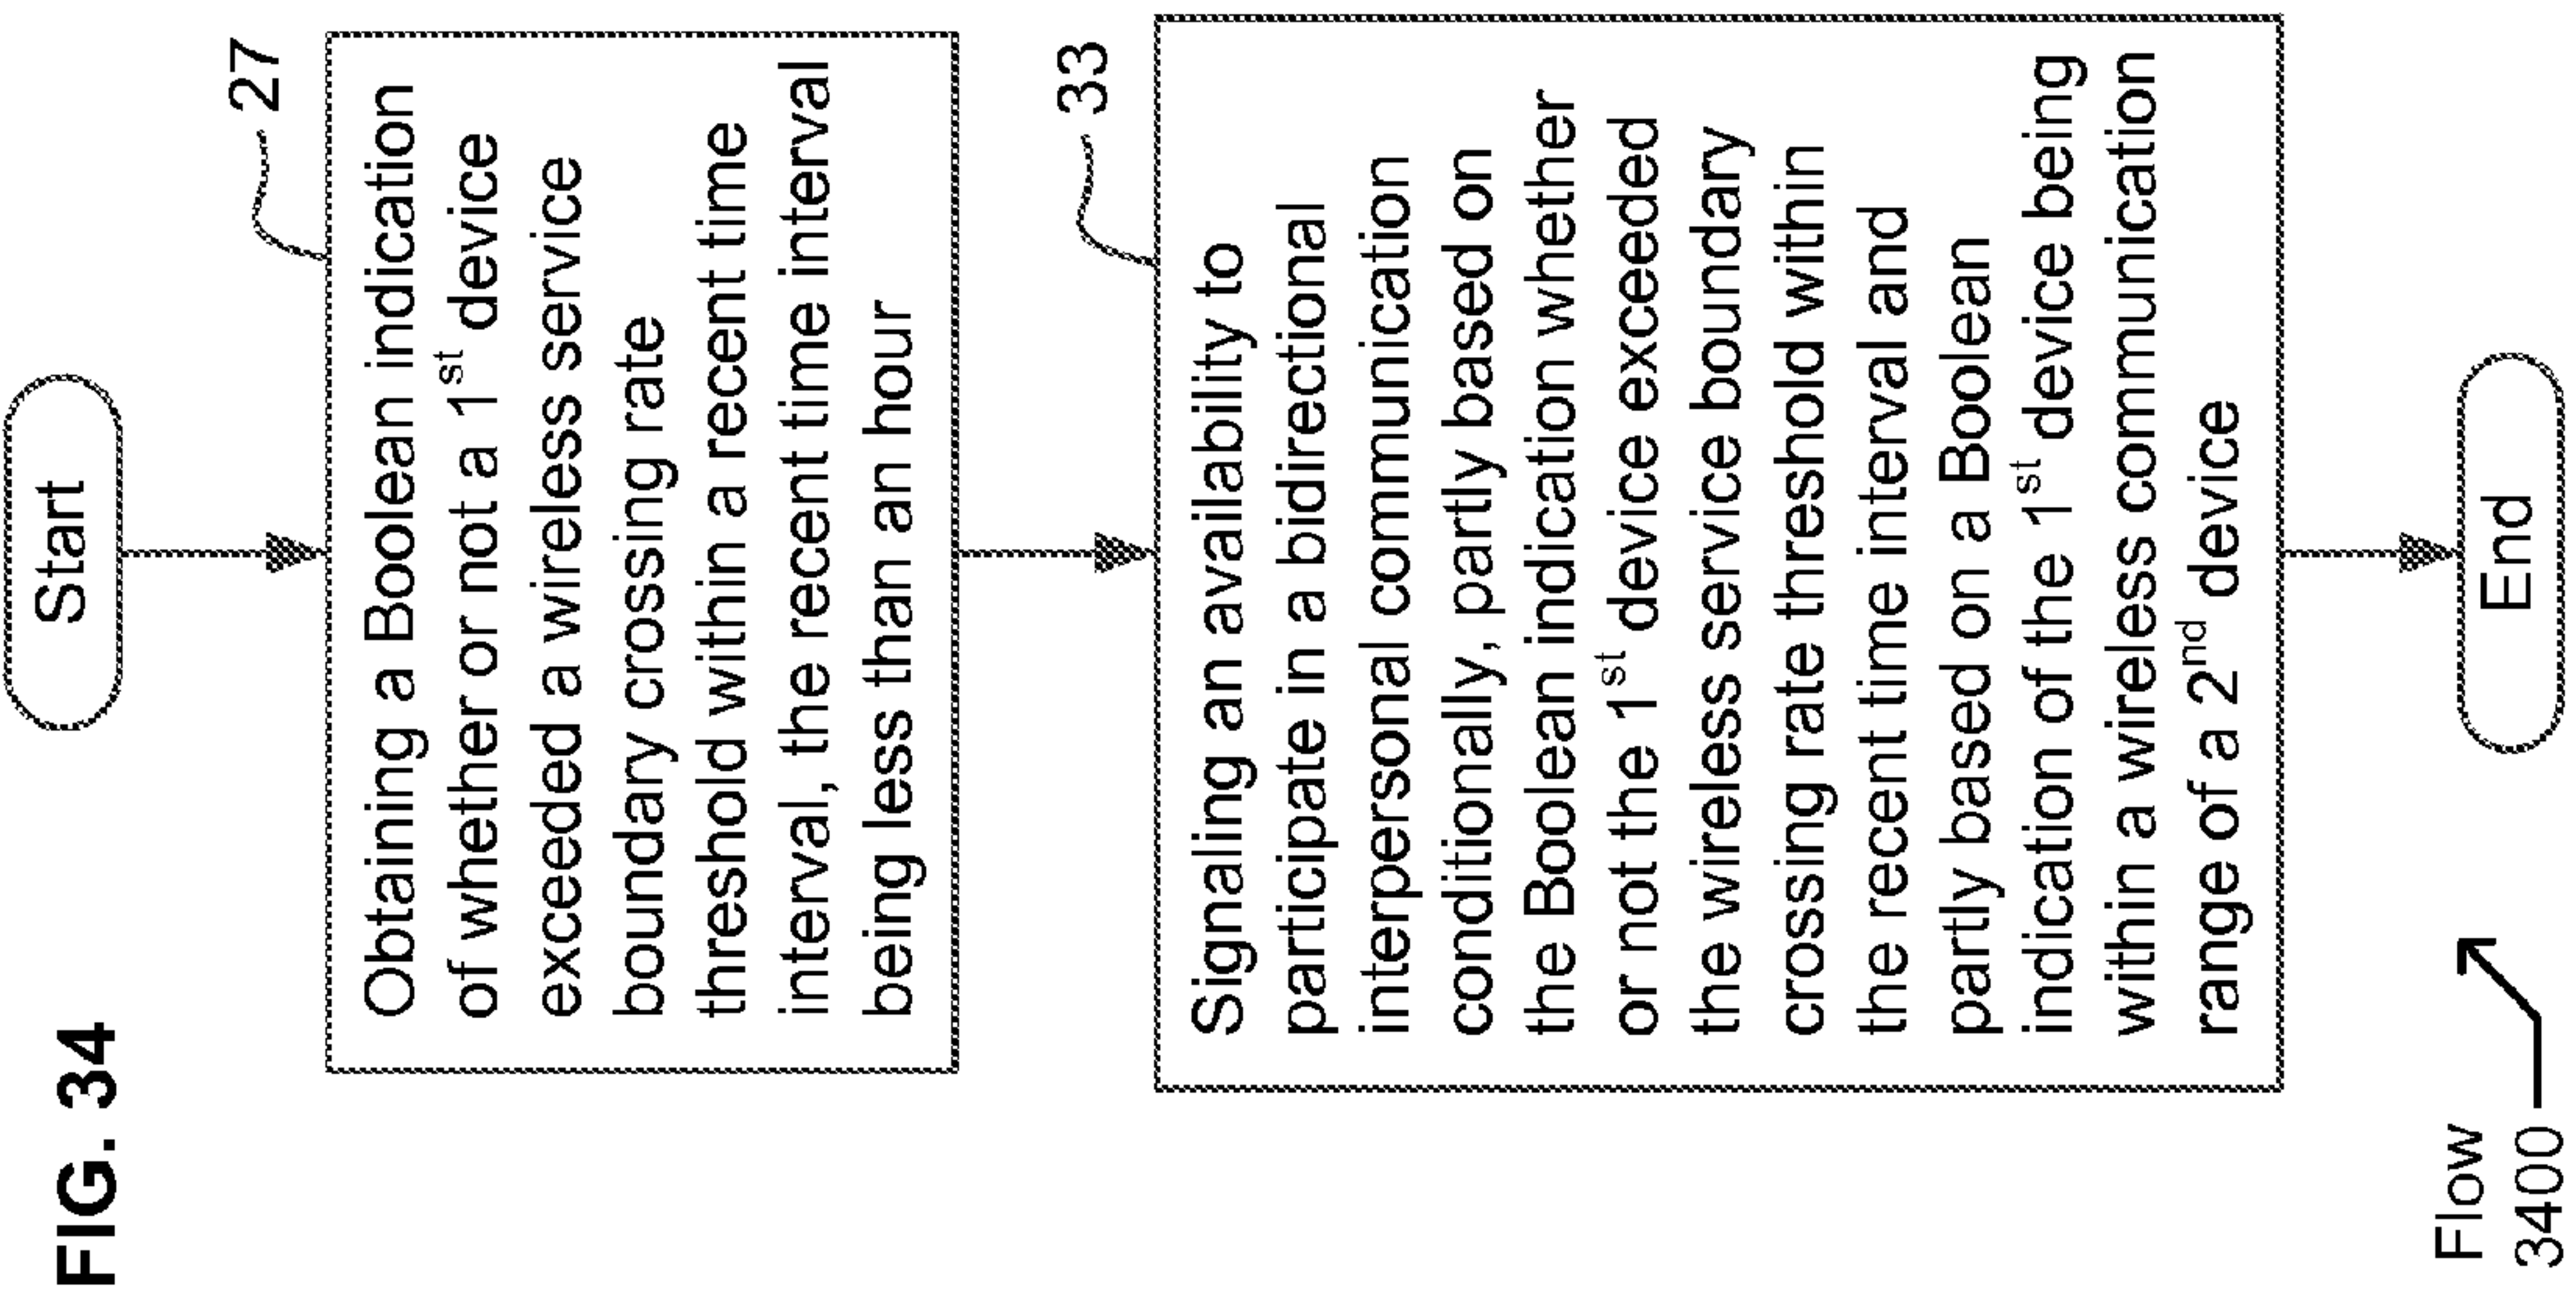 FIG. 34
Start
27
Obtaining a Boolean indication
of whether or not a 1st device
exceeded a wireless service
boundary crossing rate
threshold within a recent time
interval, the recent time interval
being less than an hour
33
Signaling an availability to
participate in a bidirectional
interpersonal communication
conditionally, partly based on
the Boolean indication whether
or not the 1st device exceeded
the wireless service boundary
crossing rate threshold within
the recent time interval and
partly based on a Boolean
indication of the 1st device being
within a wireless communication
range of a 2nd device
End
Flow
3400